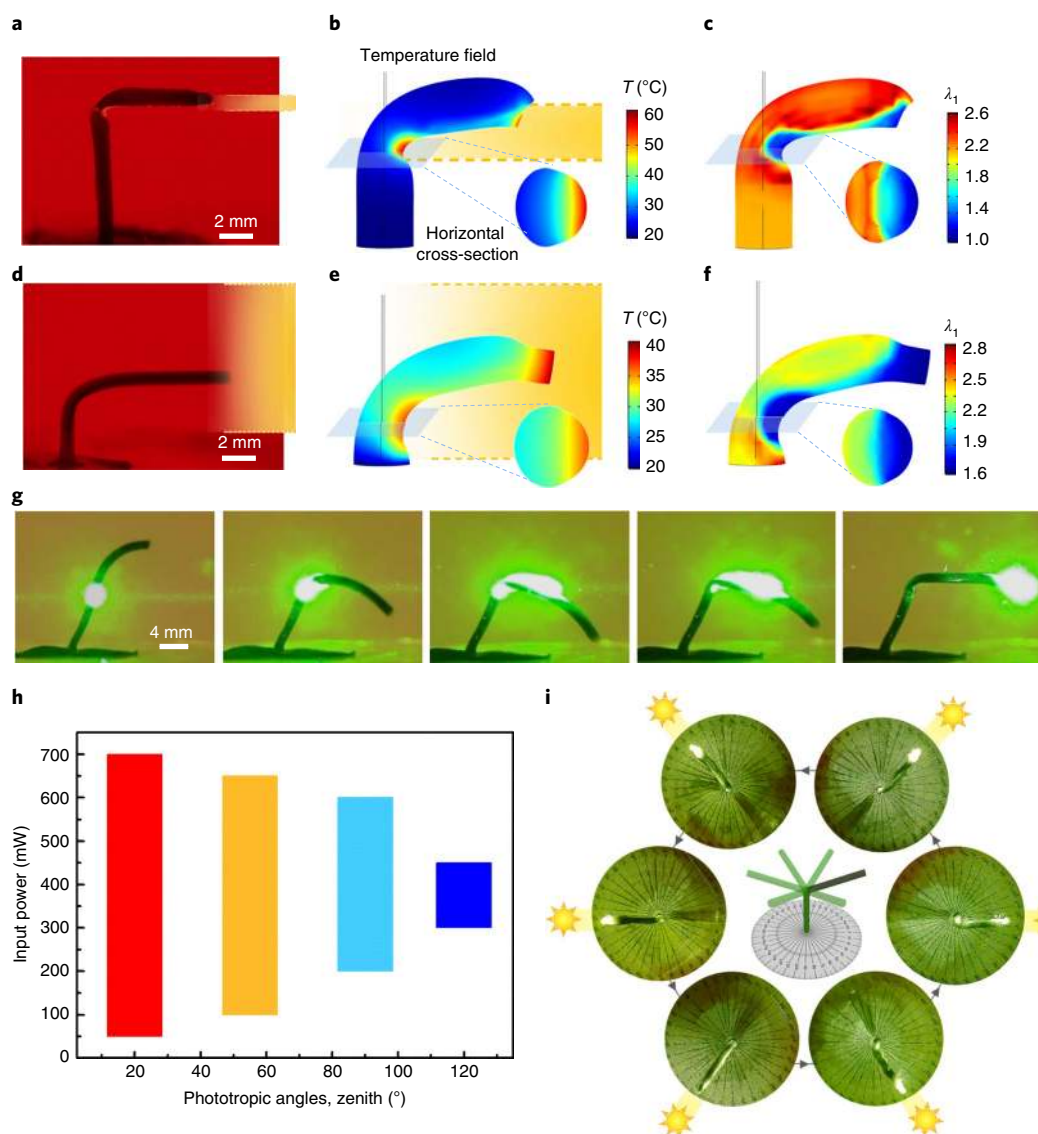 a
2 mm
b
Temperature field
T (°C)
60
50
40
30
20
Horizontal
cross-section
c
λ1
2.6
2.2
1.8
1.4
1.0
d
2 mm
e
T (°C)
40
35
30
25
20
f
λ1
2.8
2.5
2.2
1.9
1.6
g
4 mm
h
Input power (mW)
700
600
500
400
300
200
100
0
20
40
60
80
100
120
Phototropic angles, zenith (°)
i